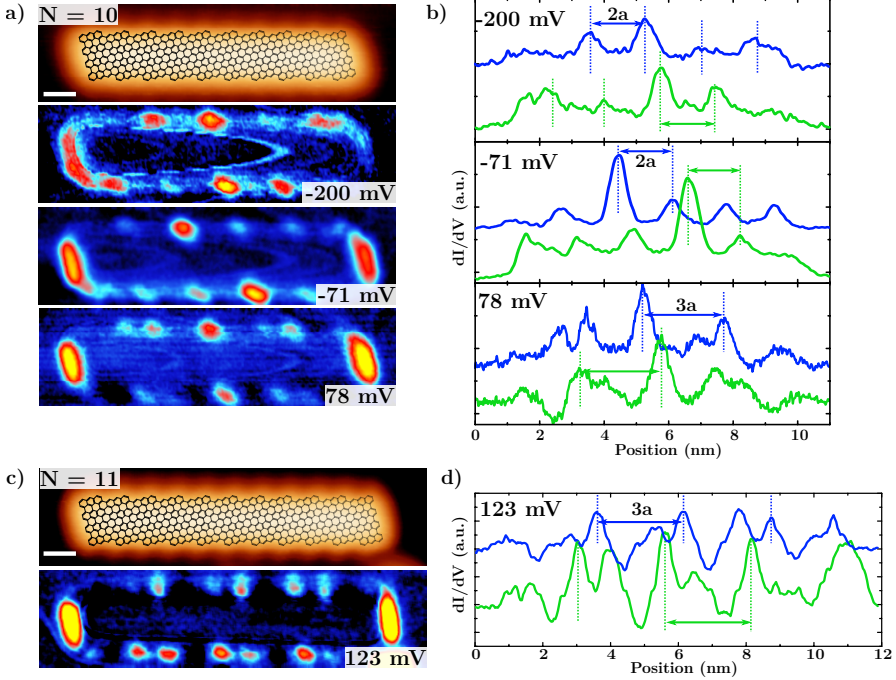 a)
N = 10
-200 mV
-71 mV
78 mV
b)
-200 mV
2a
-71 mV
2a
78 mV
3a
dI/dV (a.u.)
0 2 4 6 8 10
Position (nm)
c)
N = 11
123 mV
d)
123 mV
3a
dI/dV (a.u.)
0 2 4 6 8 10 12
Position (nm)